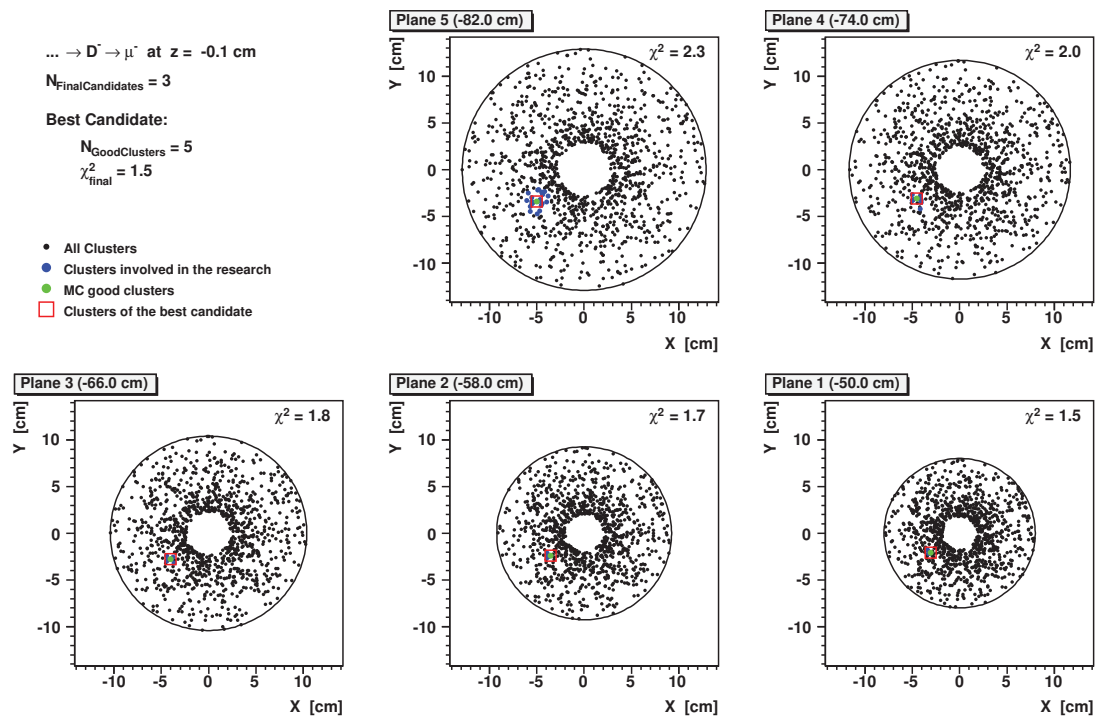 ... → D⁻ → μ⁻ at z = -0.1 cm
N_FinalCandidates = 3
Best Candidate:
N_GoodClusters = 5
χ²_final = 1.5
All Clusters
Clusters involved in the research
MC good clusters
Clusters of the best candidate
Plane 5 (-82.0 cm)
χ² = 2.3
Y [cm]
10
5
0
-5
-10
-10 -5 0 5 10
X [cm]
Plane 4 (-74.0 cm)
χ² = 2.0
Y [cm]
10
5
0
-5
-10
-10 -5 0 5 10
X [cm]
Plane 3 (-66.0 cm)
χ² = 1.8
Y [cm]
10
5
0
-5
-10
-10 -5 0 5 10
X [cm]
Plane 2 (-58.0 cm)
χ² = 1.7
Y [cm]
10
5
0
-5
-10
-10 -5 0 5 10
X [cm]
Plane 1 (-50.0 cm)
χ² = 1.5
Y [cm]
10
5
0
-5
-10
-10 -5 0 5 10
X [cm]